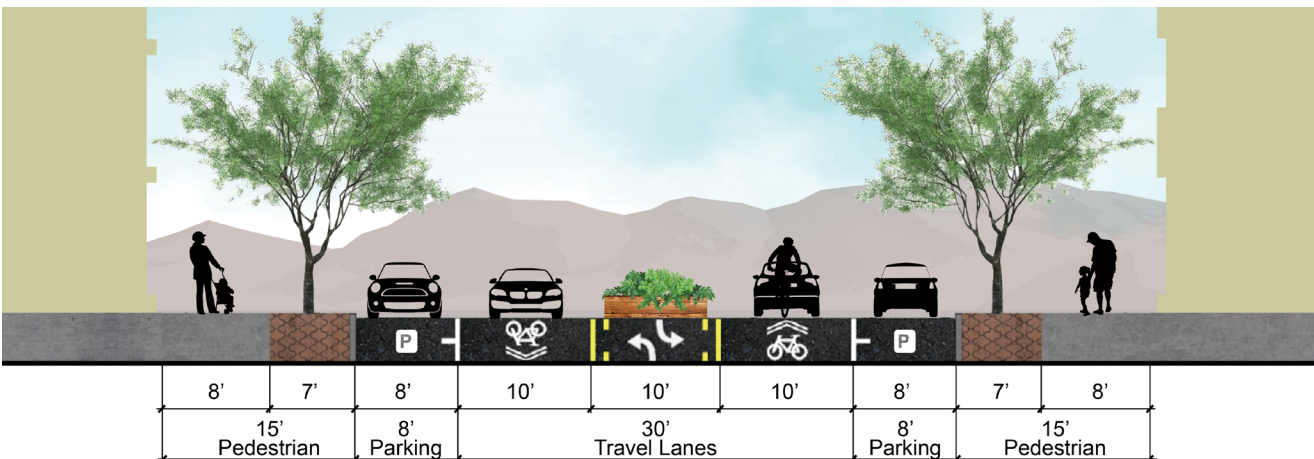 P
P
8’ 7’ 8’ 10’ 10’ 10’ 8’ 7’ 8’
15’ 8’ 30’ 8’ 15’
Pedestrian Parking Travel Lanes Parking Pedestrian